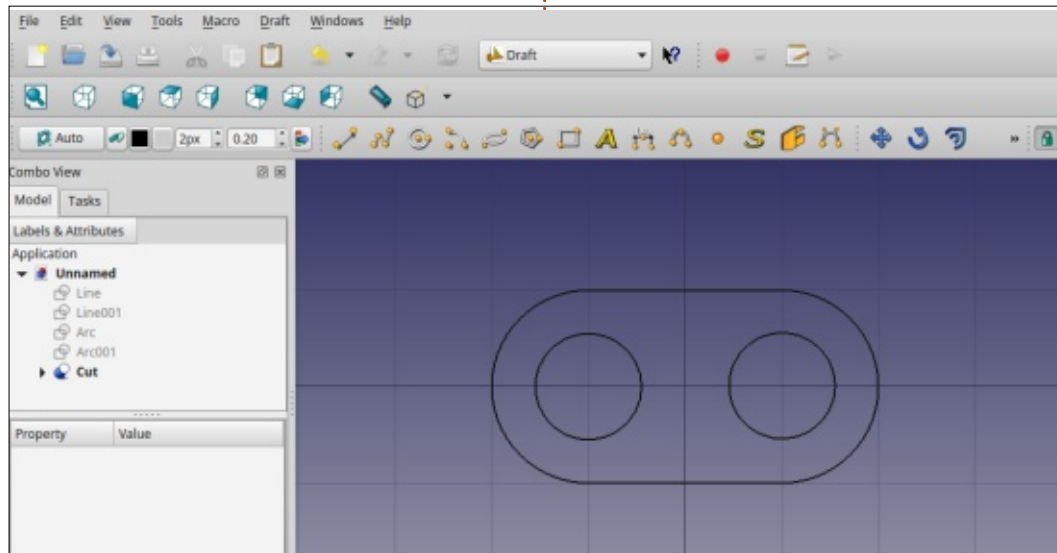 File Edit View Tools Macro Draft Windows Help
Draft
Auto 2px 0.20 A S »
Combo View
Model Tasks
Labels & Attributes
Application
Unnamed
Line
Line001
Arc
Arc001
Cut
Property Value